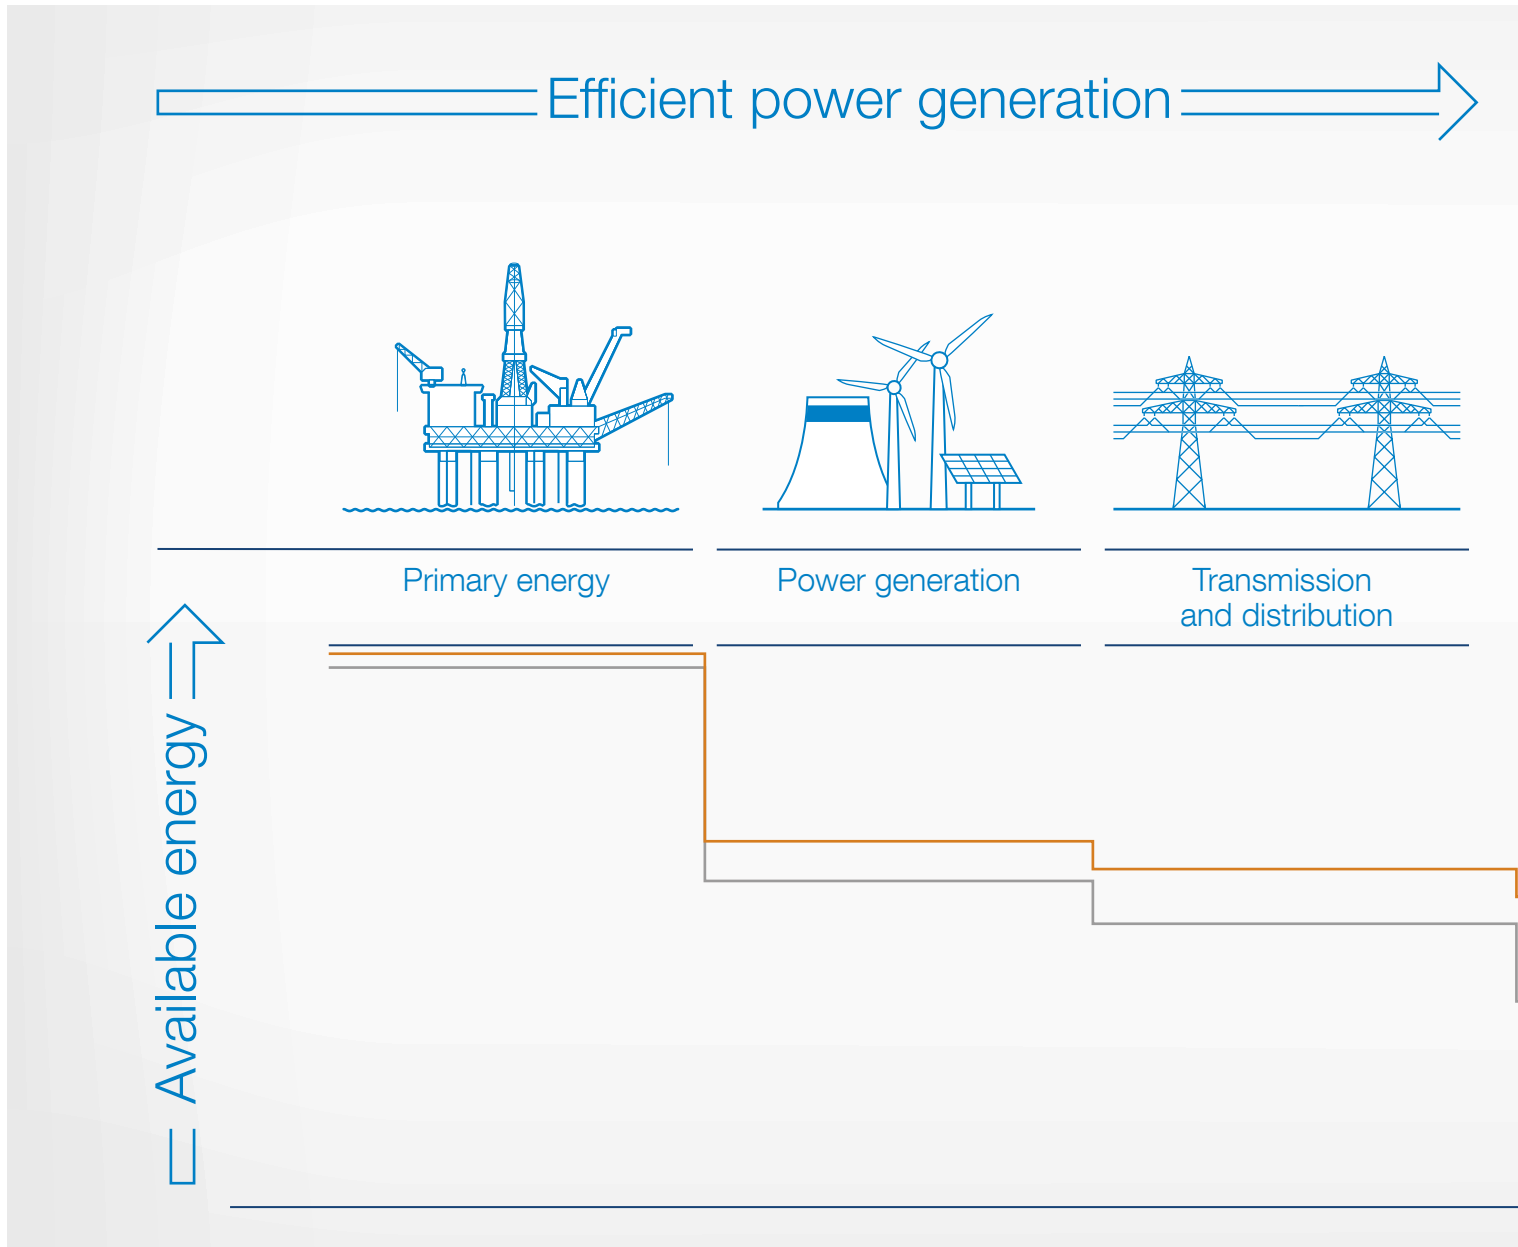 Efficient power generation
Primary energy
Power generation
Transmission
and distribution
Available energy